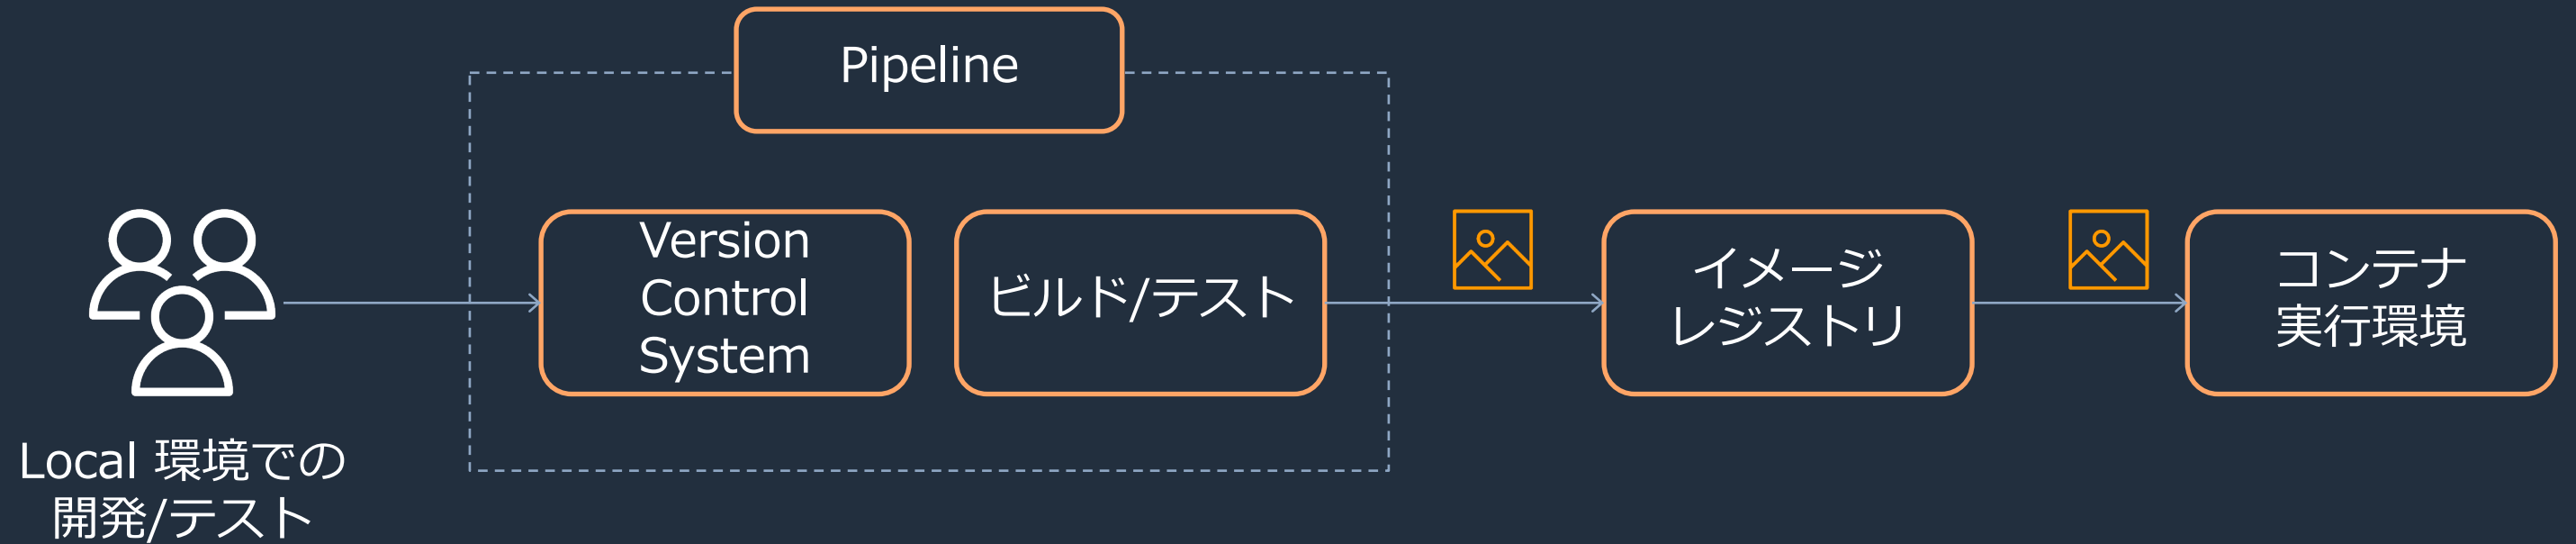 Pipeline
Version
Control
System
ビルド/テスト
イメージ
レジストリ
コンテナ
実行環境
Local 環境での
開発/テスト